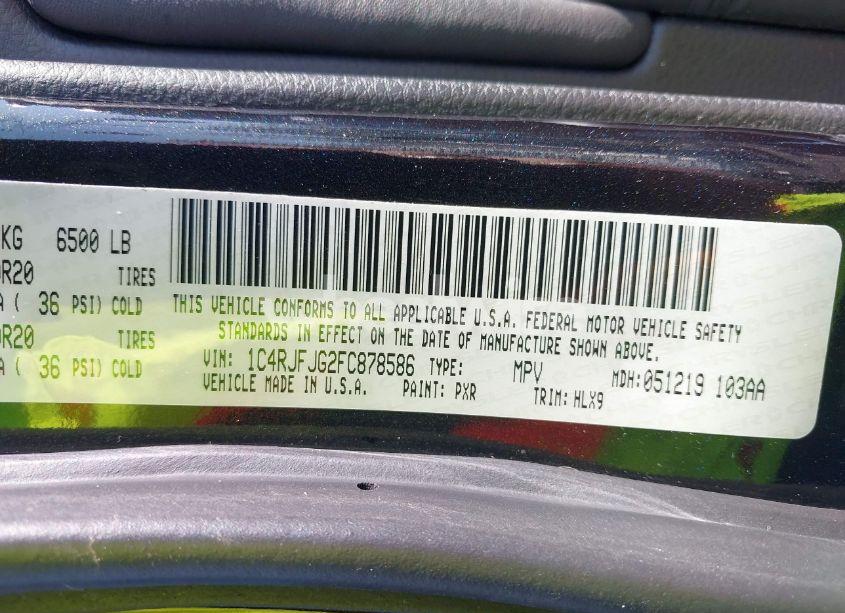 KG 6500 LB
R20 TIRES
( 36 PSI) COLD
R20 TIRES
( 36 PSI) COLD
THIS VEHICLE CONFORMS TO ALL APPLICABLE U.S.A. FEDERAL MOTOR VEHICLE SAFETY
STANDARDS IN EFFECT ON THE DATE OF MANUFACTURE SHOWN ABOVE.
VIN: 1C4RJFJG2FC878586 TYPE: MPV MDH:051219 103AA
VEHICLE MADE IN U.S.A. PAINT: PXR TRIM: HLX9